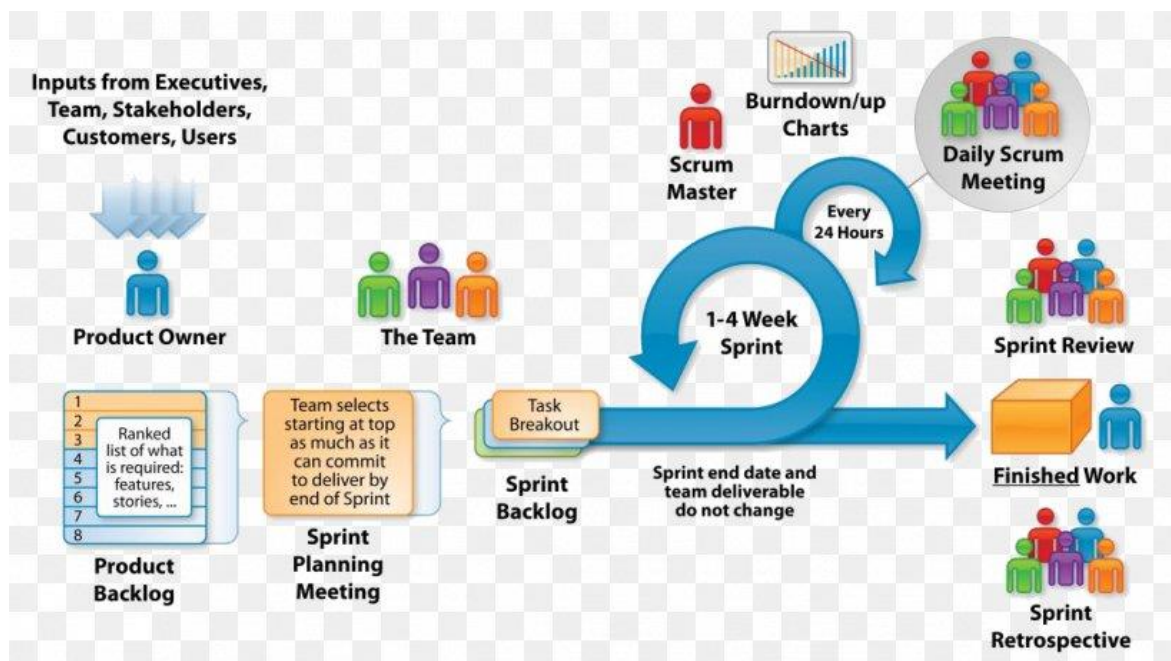 Inputs from Executives,
Team, Stakeholders,
Customers, Users
Product Owner
The Team
Scrum
Master
Burndown/up
Charts
Daily Scrum
Meeting
Every
24 Hours
1-4 Week
Sprint
Sprint Review
1
2
3
4
5
6
7
8
Ranked
list of what
is required:
features,
stories, ...
Product
Backlog
Team selects
starting at top
as much as it
can commit
to deliver by
end of Sprint
Sprint
Planning
Meeting
Task
Breakout
Sprint
Backlog
Sprint end date and
team deliverable
do not change
Finished Work
Sprint
Retrospective